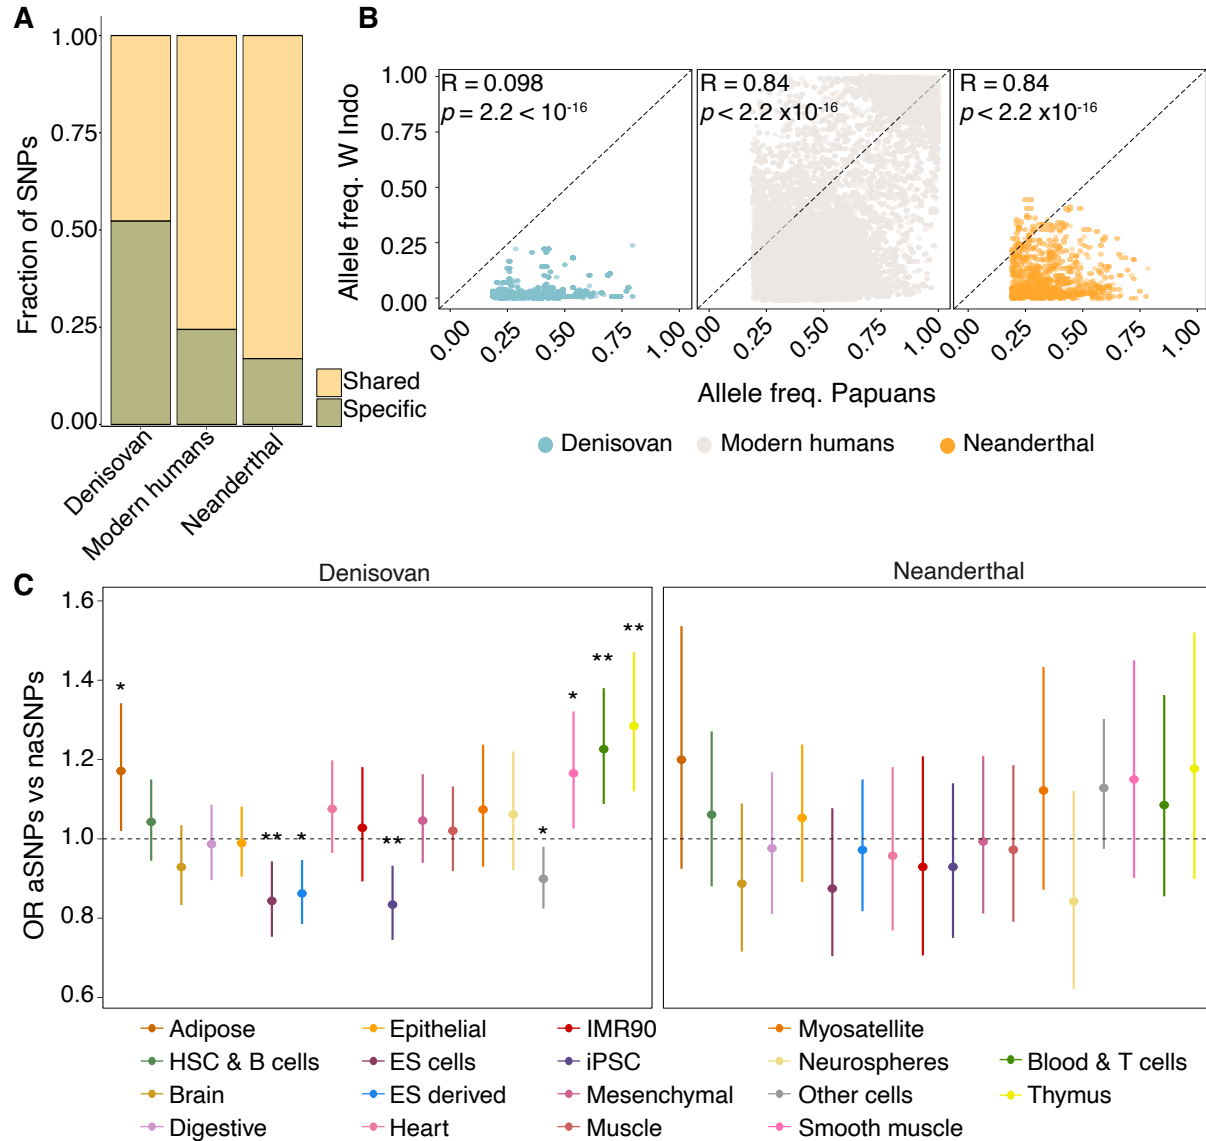 A
1.00
0.75
0.50
0.25
0.00
Fraction of SNPs
Denisovan
Modern humans
Neanderthal
Shared
Specific
B
Allele freq. W Indo
1.00
0.75
0.50
0.25
0.00
R = 0.098
p = 2.2 < 10-16
R = 0.84
p < 2.2 x10-16
R = 0.84
p < 2.2 x10-16
0.00 0.25 0.50 0.75 1.00
0.00 0.25 0.50 0.75 1.00
0.00 0.25 0.50 0.75 1.00
Allele freq. Papuans
Denisovan Modern humans Neanderthal
C
Denisovan
Neanderthal
OR aSNPs vs naSNPs
1.6
1.4
1.2
1.0
0.8
0.6
*
**
*
**
*
*
**
**
Adipose
HSC & B cells
Brain
Digestive
Epithelial
ES cells
ES derived
Heart
IMR90
iPSC
Mesenchymal
Muscle
Myosatellite
Neurospheres
Other cells
Smooth muscle
Blood & T cells
Thymus